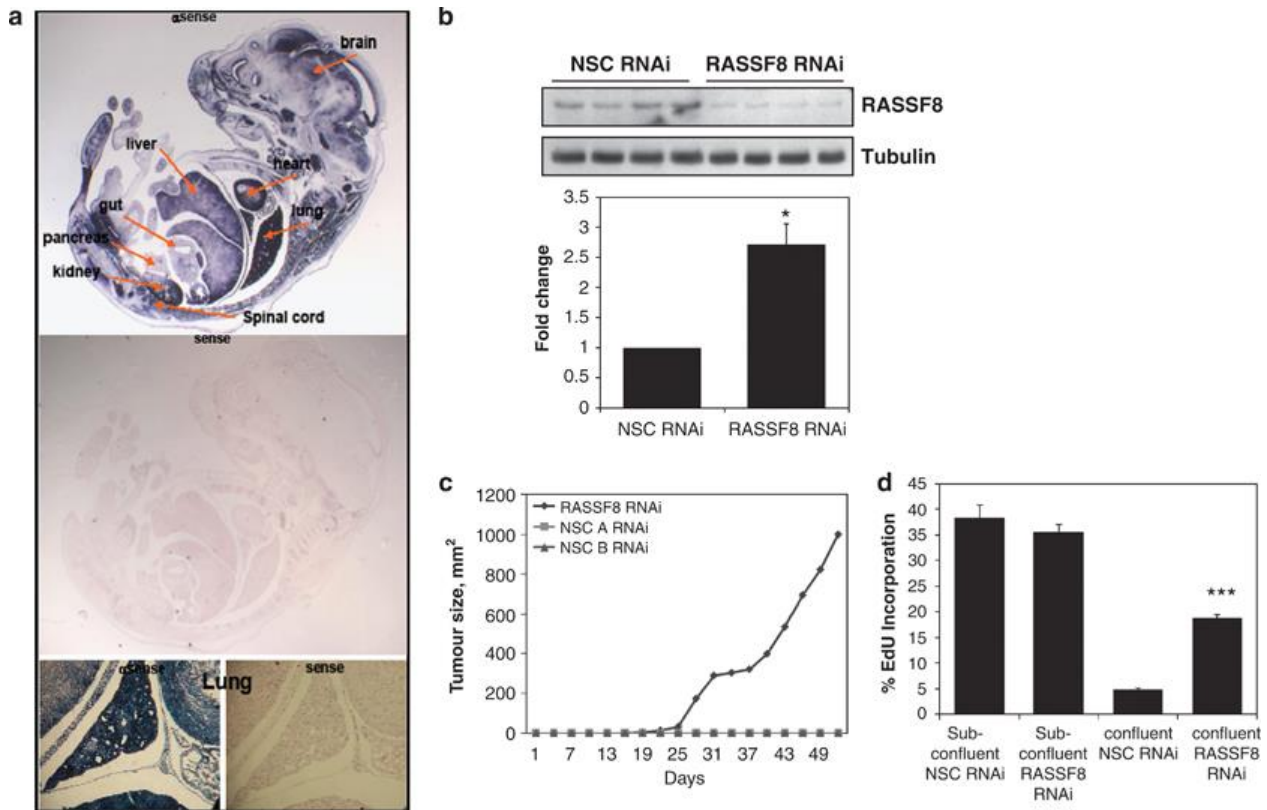 a
αsense
brain
liver
heart
gut
lung
pancreas
kidney
Spinal cord
sense
αsense
sense
Lung
b
NSC RNAi RASSF8 RNAi
RASSF8
Tubulin
Fold change
3.5
3
2.5
2
1.5
1
0.5
0
*
NSC RNAi RASSF8 RNAi
c
Tumour size, mm²
1200
1000
800
600
400
200
0
RASSF8 RNAi
NSC A RNAi
NSC B RNAi
1 7 13 19 25 31 37 43 49
Days
d
% EdU Incorporation
45
40
35
30
25
20
15
10
5
0
***
Sub-
confluent
NSC RNAi
Sub-
confluent
RASSF8
RNAi
confluent
NSC RNAi
confluent
RASSF8
RNAi